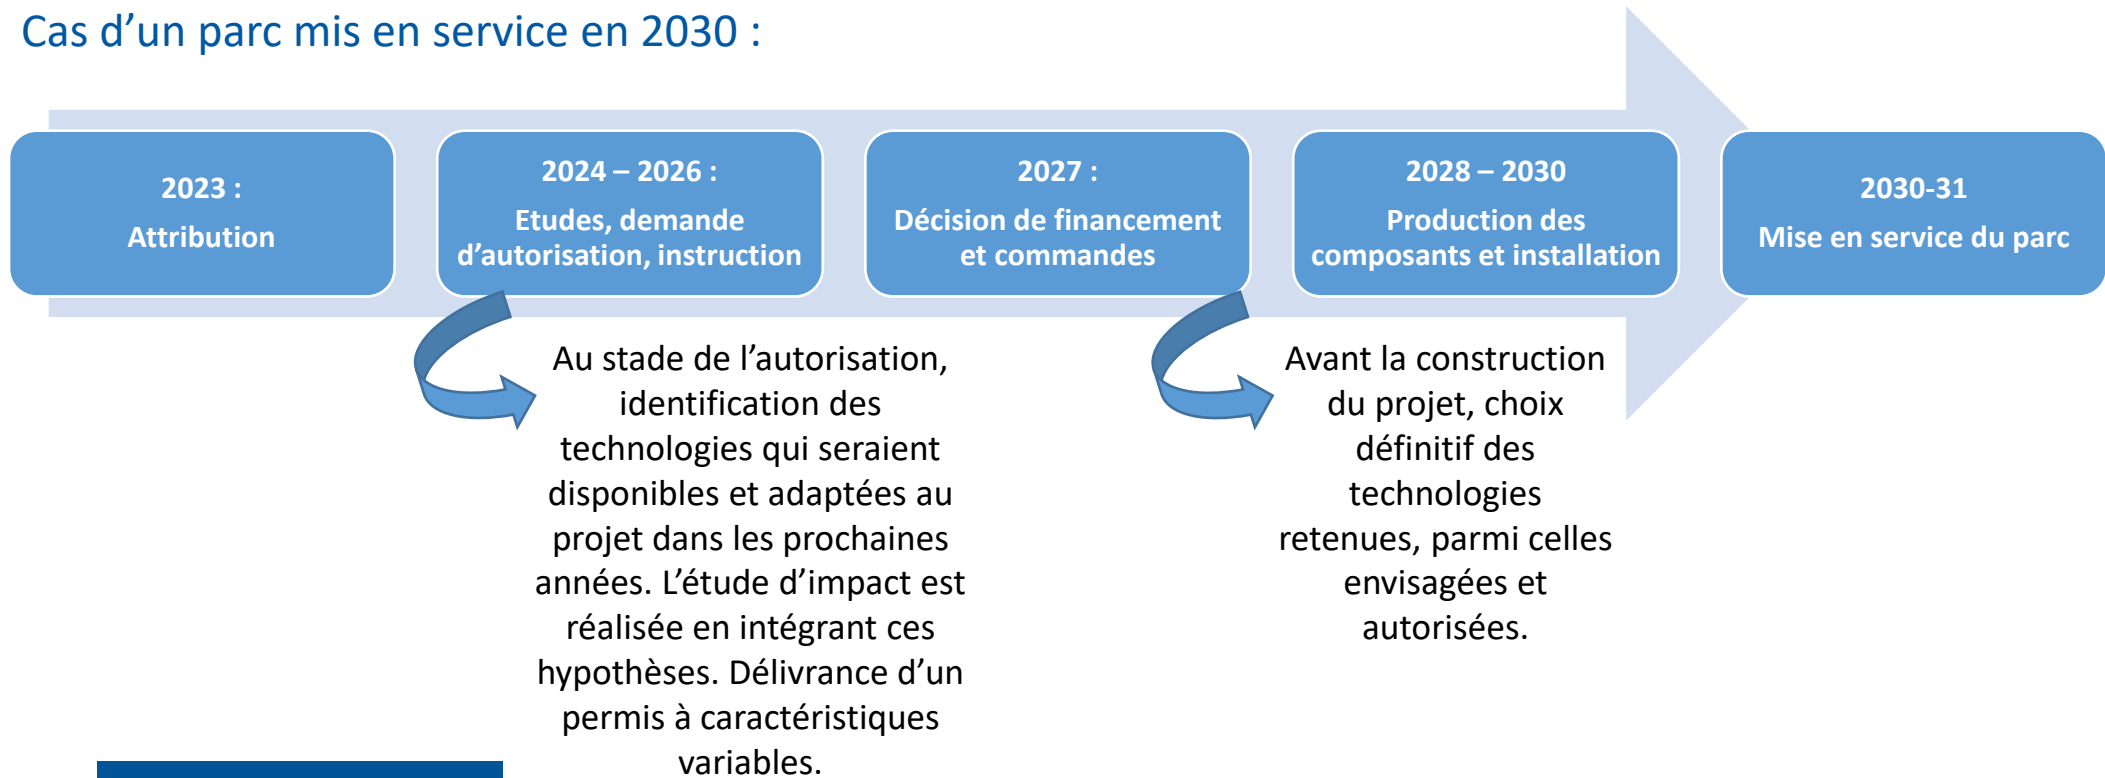 Cas d’un parc mis en service en 2030 :
2023 :
Attribution
2024 – 2026 :
Etudes, demande
d’autorisation, instruction
2027 :
Décision de financement
et commandes
2028 – 2030
Production des
composants et installation
2030-31
Mise en service du parc
Au stade de l’autorisation,
identification des
technologies qui seraient
disponibles et adaptées au
projet dans les prochaines
années. L’étude d’impact est
réalisée en intégrant ces
hypothèses. Délivrance d’un
permis à caractéristiques
variables.
Avant la construction
du projet, choix
définitif des
technologies
retenues, parmi celles
envisagées et
autorisées.